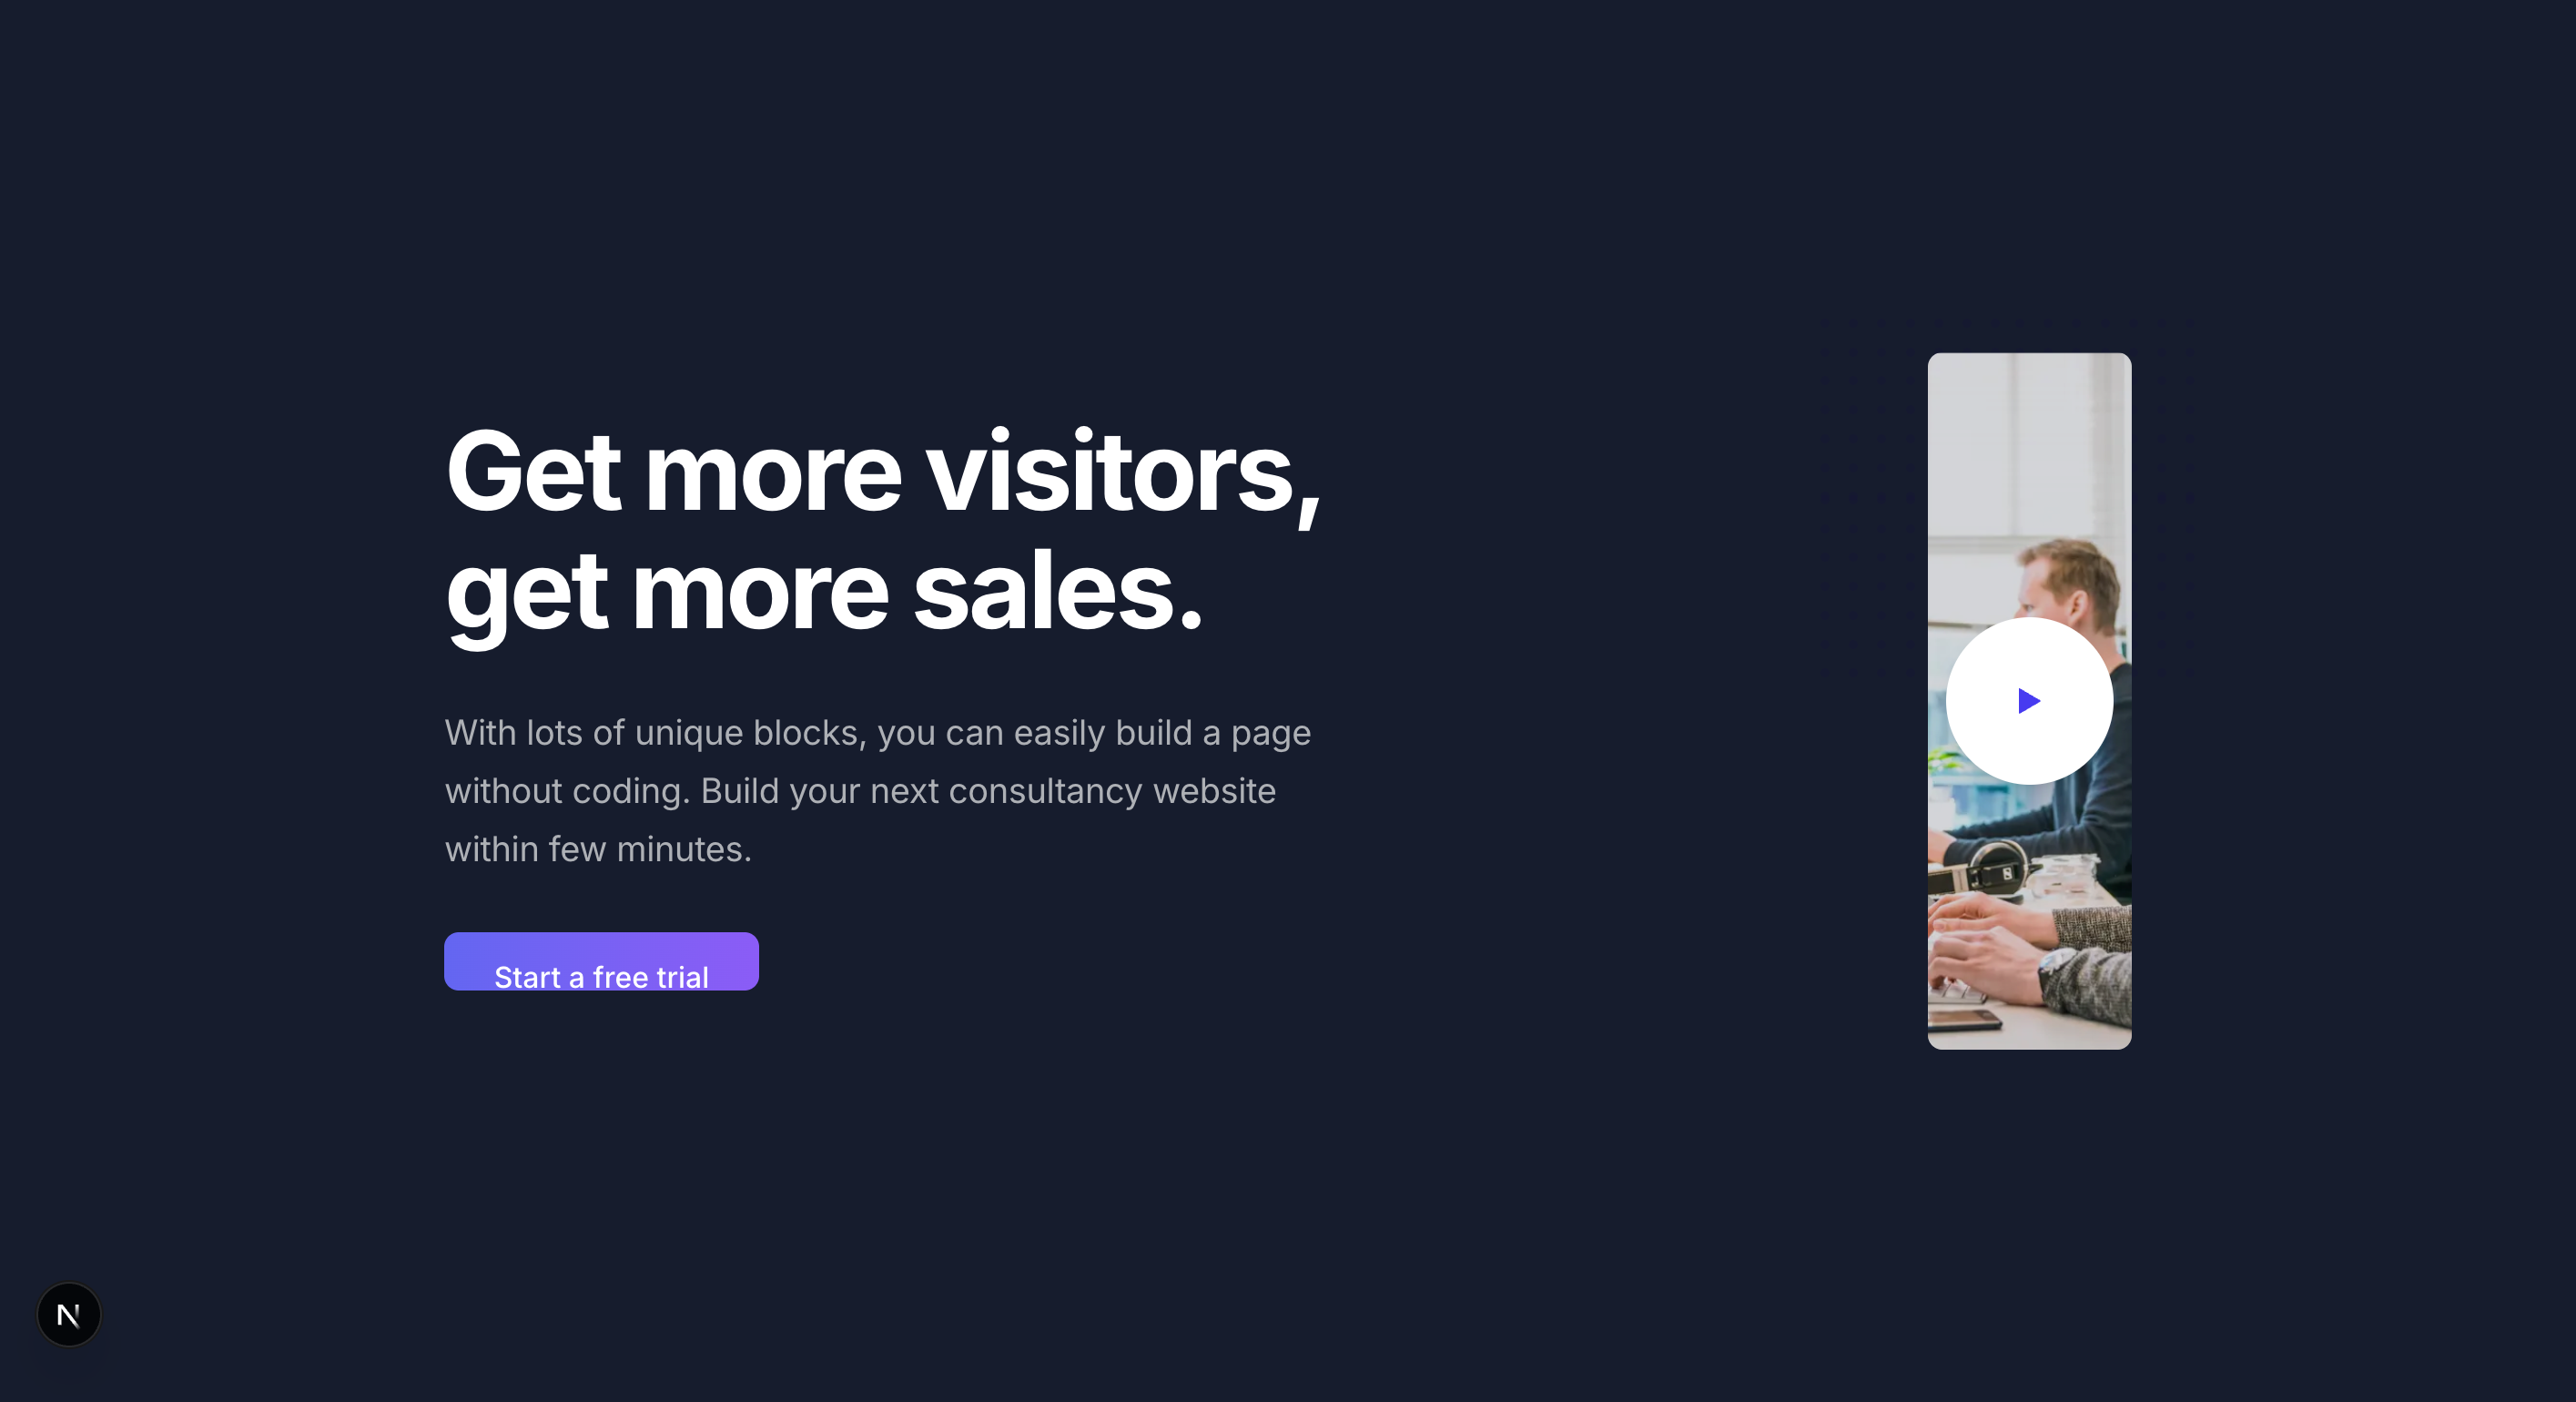 Get more visitors,
get more sales.
With lots of unique blocks, you can easily build a page
without coding. Build your next consultancy website
within few minutes.
Start a free trial
N